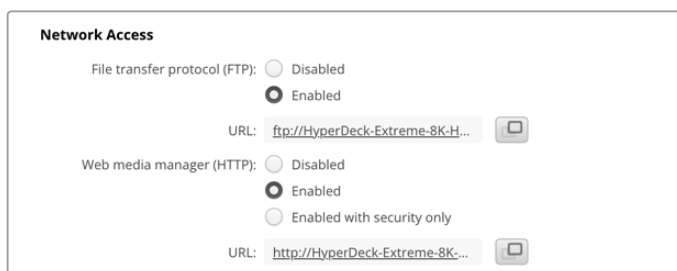 Network Access
File transfer protocol (FTP): Disabled
Enabled
URL: ftp://HyperDeck-Extreme-8K-H...
Web media manager (HTTP): Disabled
Enabled
Enabled with security only
URL: http://HyperDeck-Extreme-8K-...